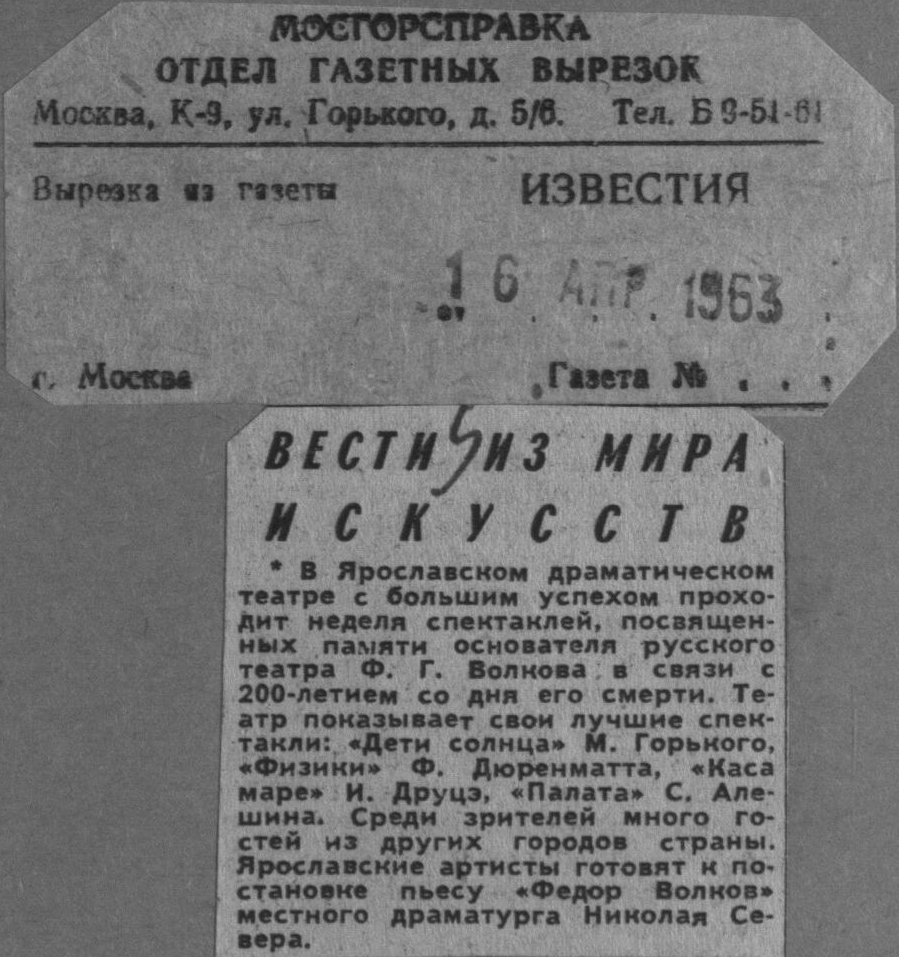 МОСГОРСПРАВКА
ОТДЕЛ ГАЗЕТНЫХ ВЫРЕЗОК
Москва, К-9, ул. Горького, д. 5/6. Тел. Б 9-51-61
Вырезка из газеты ИЗВЕСТИЯ
от 16 АПР 1963 г.
г. Москва Газета № . . .
ВЕСТИ ИЗ МИРА
ИСКУССТВ
* В Ярославском драматическом
театре с большим успехом прохо-
дит неделя спектаклей, посвящен-
ных памяти основателя русского
театра Ф. Г. Волкова в связи с
200-летием со дня его смерти. Те-
атр показывает свои лучшие спек-
такли: «Дети солнца» М. Горького,
«Физики» Ф. Дюренматта, «Каса
маре» И. Друцэ, «Палата» С. Але-
шина. Среди зрителей много го-
стей из других городов страны.
Ярославские артисты готовят к по-
становке пьесу «Федор Волков»
местного драматурга Николая Се-
вера.